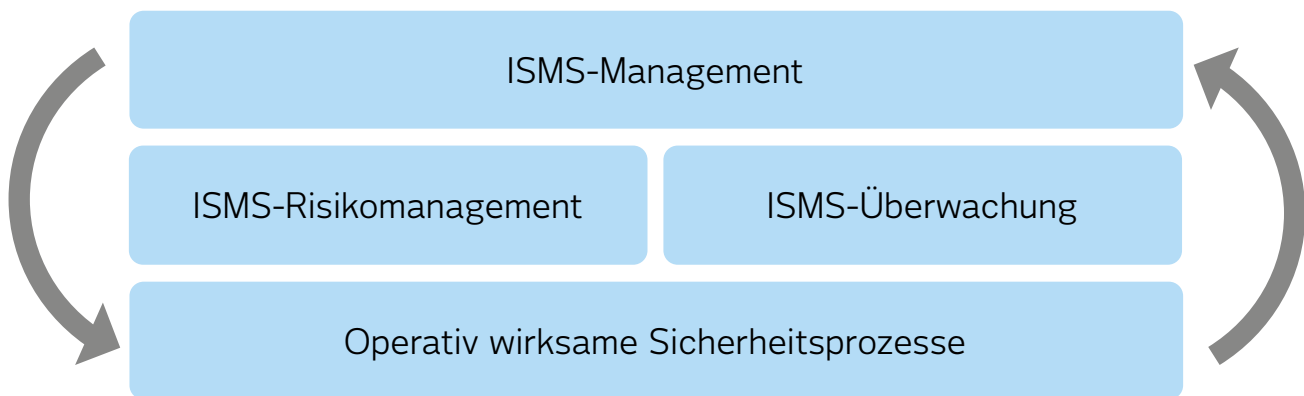 ISMS-Management
ISMS-Risikomanagement
ISMS-Überwachung
Operativ wirksame Sicherheitsprozesse